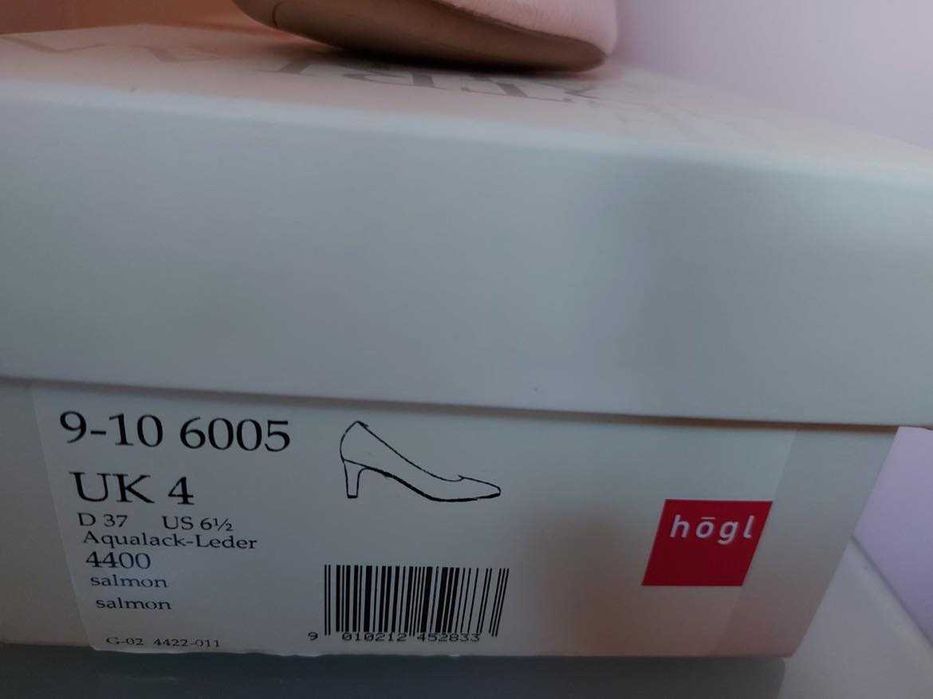 9-10 6005
UK 4
D 37 US 6½
Aqualack-Leder
4400
salmon
salmon
G-02 4422-011
9 010212 452833
hōgl